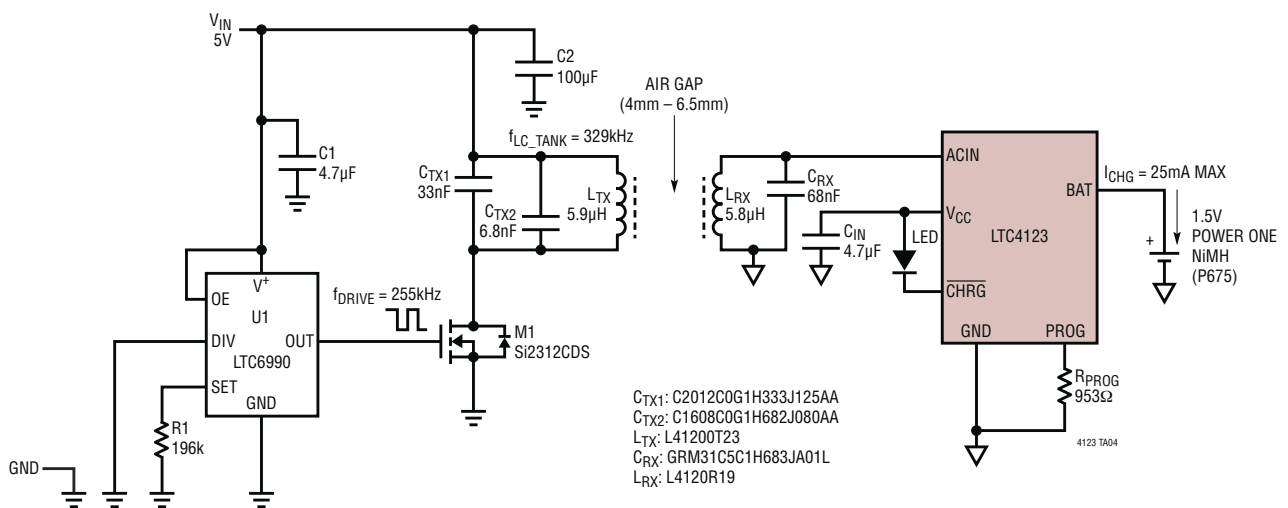 VIN
5V
C2
100µF
AIR GAP
(4mm – 6.5mm)
fLC_TANK = 329kHz
C1
4.7µF
CTX1
33nF
CTX2
6.8nF
LTX
5.9µH
LRX
5.8µH
CRX
68nF
CIN
4.7µF
LED
ACIN
VCC
CHRG
LTC4123
BAT
GND
PROG
ICHG = 25mA MAX
+
1.5V
POWER ONE
NiMH
(P675)
RPROG
953Ω
4123 TA04
V+
OE
U1
DIV
OUT
LTC6990
SET
GND
fDRIVE = 255kHz
M1
Si2312CDS
R1
196k
GND
CTX1: C2012C0G1H333J125AA
CTX2: C1608C0G1H682J080AA
LTX: L41200T23
CRX: GRM31C5C1H683JA01L
LRX: L4120R19